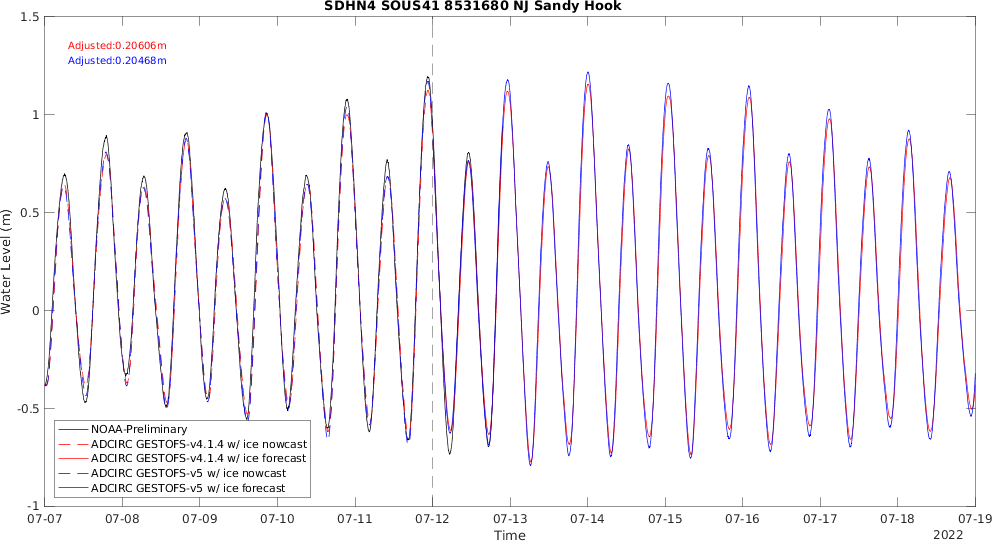 SDHN4 SOUS41 8531680 NJ Sandy Hook
1.5
Adjusted:0.20606m
Adjusted:0.20468m
1
0.5
0
-0.5
-1
Water Level (m)
NOAA-Preliminary
ADCIRC GESTOFS-v4.1.4 w/ ice nowcast
ADCIRC GESTOFS-v4.1.4 w/ ice forecast
ADCIRC GESTOFS-v5 w/ ice nowcast
ADCIRC GESTOFS-v5 w/ ice forecast
07-07 07-08 07-09 07-10 07-11 07-12 07-13 07-14 07-15 07-16 07-17 07-18 07-19
Time
2022